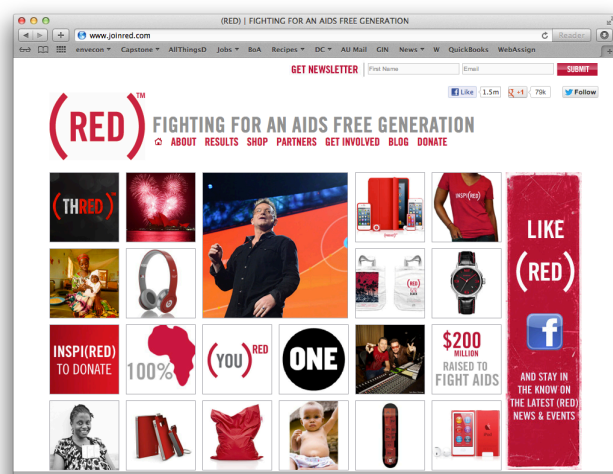 (RED) | FIGHTING FOR AN AIDS FREE GENERATION
www.joinred.com
Reader
envecon Capstone AllThingsD Jobs BoA Recipes DC AU Mail GiN News W QuickBooks WebAssign
GET NEWSLETTER First Name Email SUBMIT
Like 1.5m +1 79k Follow
(RED)™
FIGHTING FOR AN AIDS FREE GENERATION
ABOUT RESULTS SHOP PARTNERS GET INVOLVED BLOG DONATE
(THRED)™
INSPI(RED)
LIKE
(RED)
(RED)
INSPI(RED)
TO DONATE
100%
(YOU)RED
ONE
$200
MILLION
RAISED TO
FIGHT AIDS
f
AND STAY IN
THE KNOW ON
THE LATEST (RED)
NEWS & EVENTS